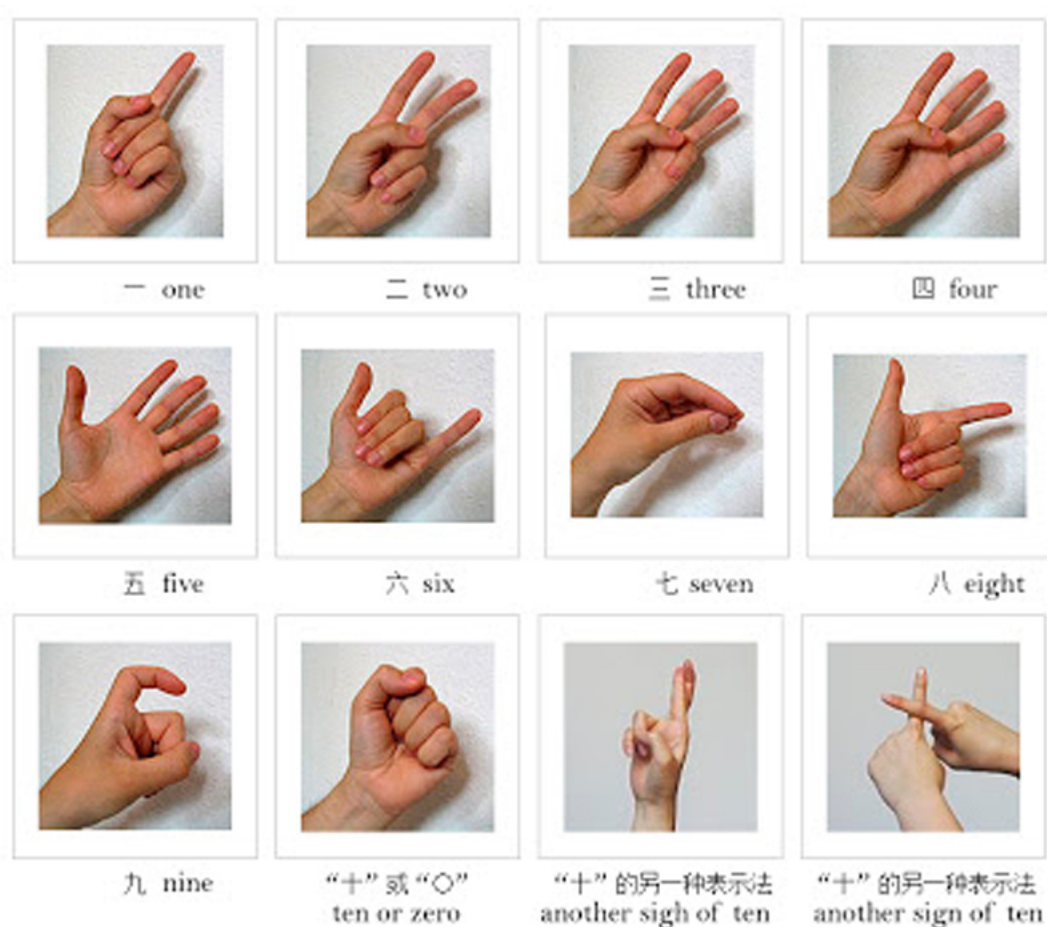 一 one
二 two
三 three
四 four
五 five
六 six
七 seven
八 eight
九 nine
“十” 或 “〇”
ten or zero
“十” 的另一种表示法
another sigh of ten
“十” 的另一种表示法
another sign of ten